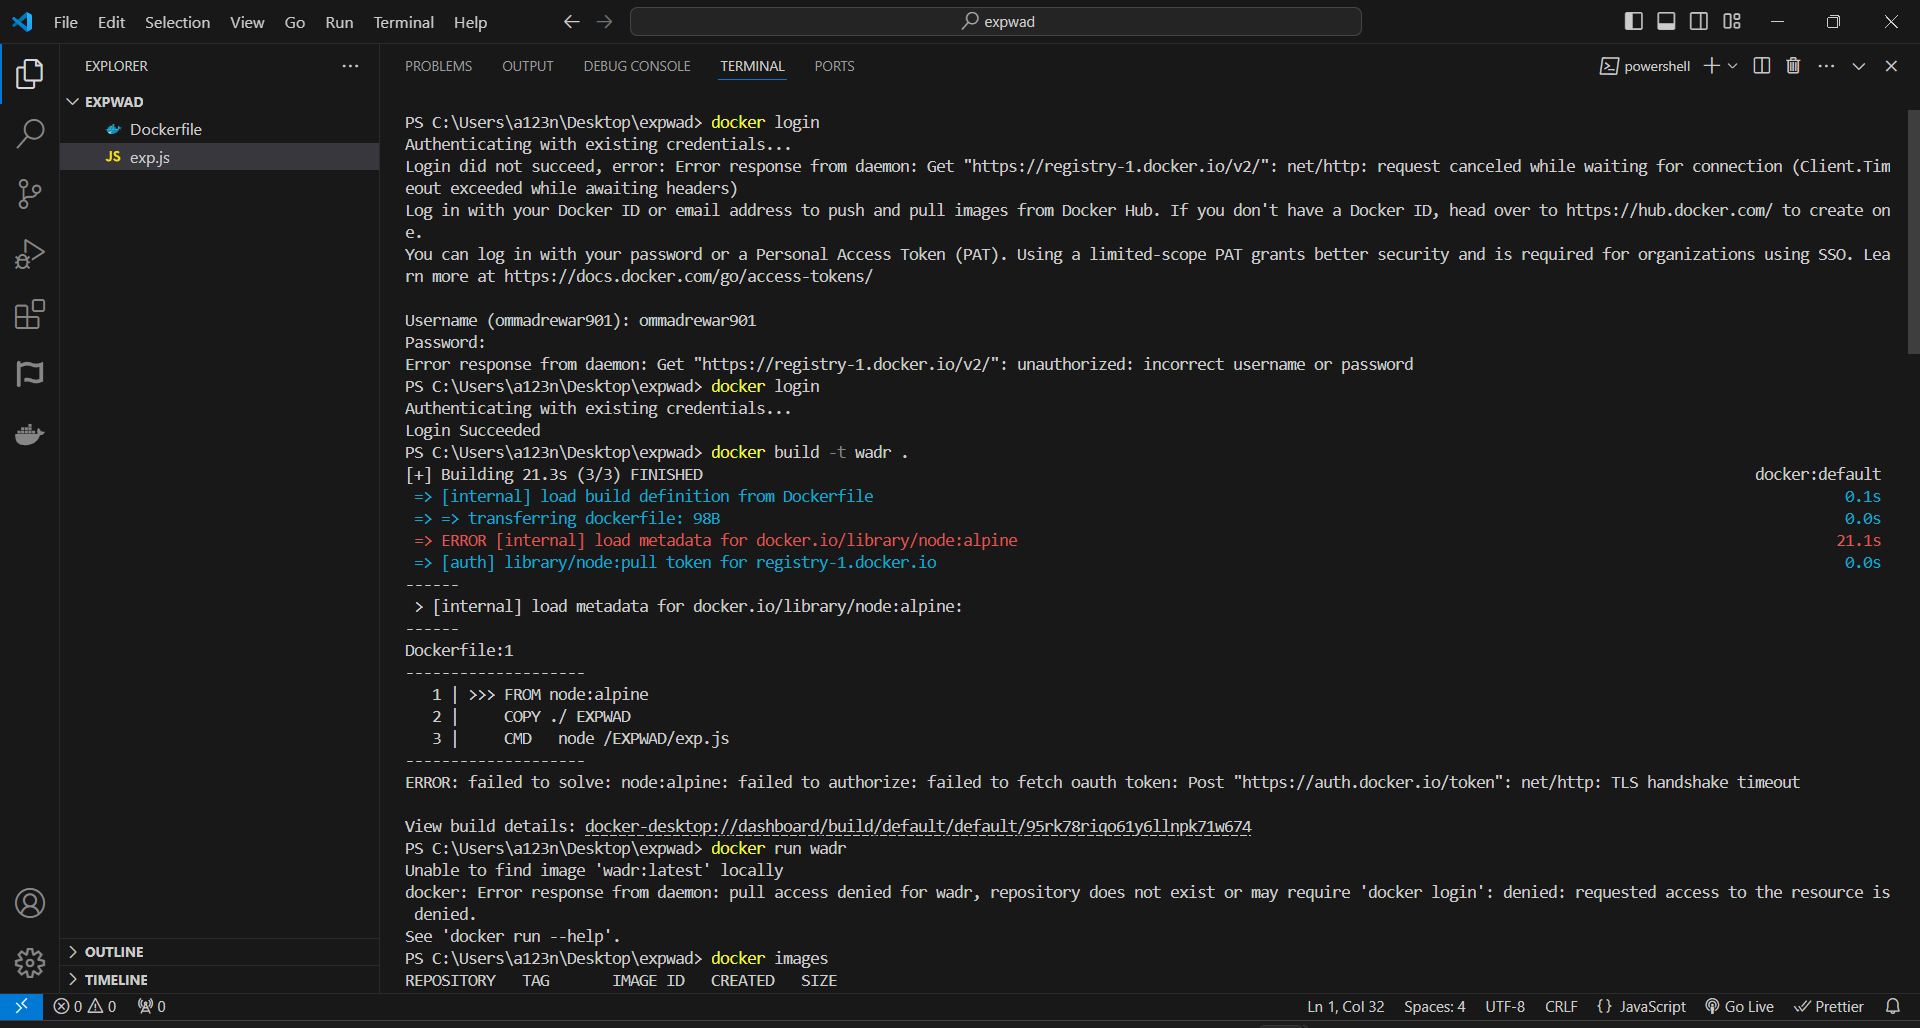 File Edit Selection View Go Run Terminal Help
expwad
EXPLORER
EXPWAD
Dockerfile
JS exp.js
OUTLINE
TIMELINE
PROBLEMS OUTPUT DEBUG CONSOLE TERMINAL PORTS
powershell
PS C:\Users\a123n\Desktop\expwad> docker login
Authenticating with existing credentials...
Login did not succeed, error: Error response from daemon: Get "https://registry-1.docker.io/v2/": net/http: request canceled while waiting for connection (Client.Tim
eout exceeded while awaiting headers)
Log in with your Docker ID or email address to push and pull images from Docker Hub. If you don't have a Docker ID, head over to https://hub.docker.com/ to create on
e.
You can log in with your password or a Personal Access Token (PAT). Using a limited-scope PAT grants better security and is required for organizations using SSO. Lea
rn more at https://docs.docker.com/go/access-tokens/
Username (ommadrewar901): ommadrewar901
Password:
Error response from daemon: Get "https://registry-1.docker.io/v2/": unauthorized: incorrect username or password
PS C:\Users\a123n\Desktop\expwad> docker login
Authenticating with existing credentials...
Login Succeeded
PS C:\Users\a123n\Desktop\expwad> docker build -t wadr .
[+] Building 21.3s (3/3) FINISHED docker:default
=> [internal] load build definition from Dockerfile 0.1s
=> => transferring dockerfile: 98B 0.0s
=> ERROR [internal] load metadata for docker.io/library/node:alpine 21.1s
=> [auth] library/node:pull token for registry-1.docker.io 0.0s
------
> [internal] load metadata for docker.io/library/node:alpine:
------
Dockerfile:1
--------------------
1 | >>> FROM node:alpine
2 | COPY ./ EXPWAD
3 | CMD node /EXPWAD/exp.js
--------------------
ERROR: failed to solve: node:alpine: failed to authorize: failed to fetch oauth token: Post "https://auth.docker.io/token": net/http: TLS handshake timeout
View build details: docker-desktop://dashboard/build/default/default/95rk78riqo61y6llnpk71w674
PS C:\Users\a123n\Desktop\expwad> docker run wadr
Unable to find image 'wadr:latest' locally
docker: Error response from daemon: pull access denied for wadr, repository does not exist or may require 'docker login': denied: requested access to the resource is
denied.
See 'docker run --help'.
PS C:\Users\a123n\Desktop\expwad> docker images
REPOSITORY TAG IMAGE ID CREATED SIZE
0 0 0 Ln 1, Col 32 Spaces: 4 UTF-8 CRLF {} JavaScript Go Live Prettier